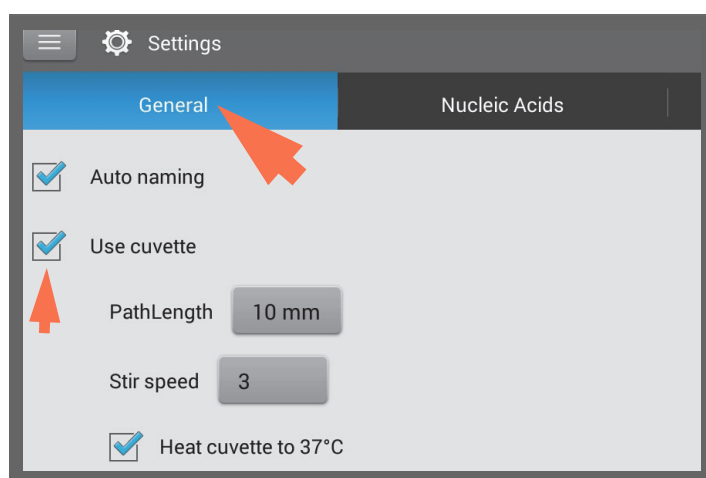 Settings
General Nucleic Acids
Auto naming
Use cuvette
PathLength 10 mm
Stir speed 3
Heat cuvette to 37°C